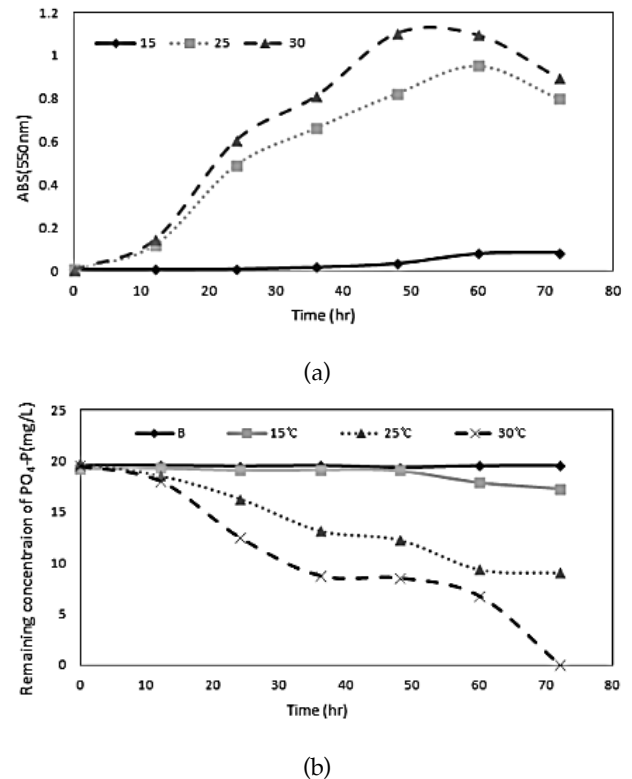 1.2
1
0.8
0.6
0.4
0.2
0
15 25 30
ABS(550nm)
0 10 20 30 40 50 60 70 80
Time (hr)
(a)
25
20
15
10
5
0
B 15℃ 25℃ 30℃
Remaining concentraion of PO4-P(mg/L)
0 10 20 30 40 50 60 70 80
Time (hr)
(b)